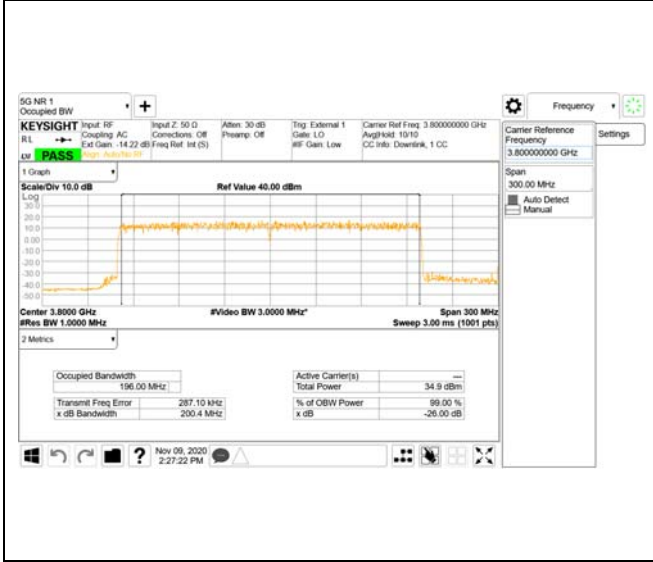 5G NR 1
Occupied BW
Frequency
KEYSIGHT
R L
PASS
Input: RF
Coupling: AC
Ext Gain: -14.22 dB
Align: Auto/No RF
Input Z: 50 Ω
Corrections: Off
Freq Ref: Int (S)
Atten: 30 dB
Preamp: Off
Trig: External 1
Gate: LO
#IF Gain: Low
Carrier Ref Freq: 3.800000000 GHz
Avg|Hold: 10/10
CC Info: Downlink, 1 CC
Carrier Reference
Frequency
3.800000000 GHz
Settings
Span
300.00 MHz
Auto Detect
Manual
1 Graph
Scale/Div 10.0 dB
Ref Value 40.00 dBm
Log
30.0
20.0
10.0
0.00
-10.0
-20.0
-30.0
-40.0
-50.0
Center 3.8000 GHz
#Video BW 3.0000 MHz*
Span 300 MHz
#Res BW 1.0000 MHz
Sweep 3.00 ms (1001 pts)
2 Metrics
Occupied Bandwidth
196.00 MHz
Transmit Freq Error 287.10 kHz
x dB Bandwidth 200.4 MHz
Active Carrier(s) ---
Total Power 34.9 dBm
% of OBW Power 99.00 %
x dB -26.00 dB
?
Nov 09, 2020
2:27:22 PM